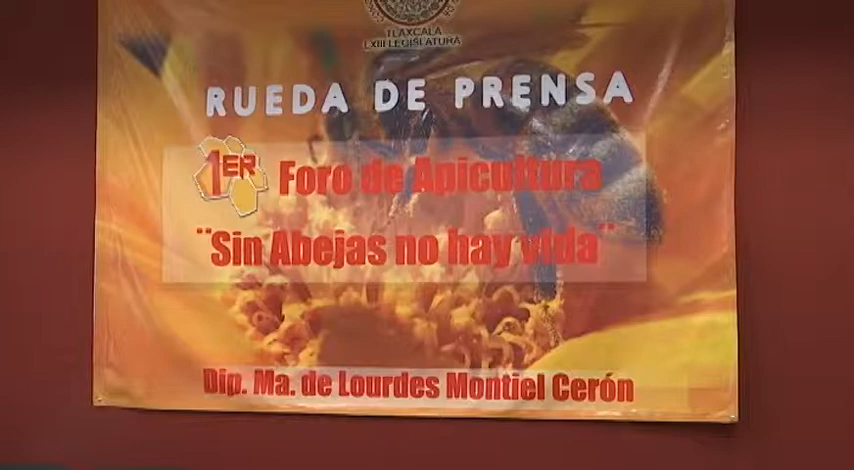 TLAXCALA
LXIII LEGISLATURA
RUEDA DE PRENSA
1ER Foro de Apicultura
¨Sin Abejas no hay vida¨
Dip. Ma. de Lourdes Montiel Cerón